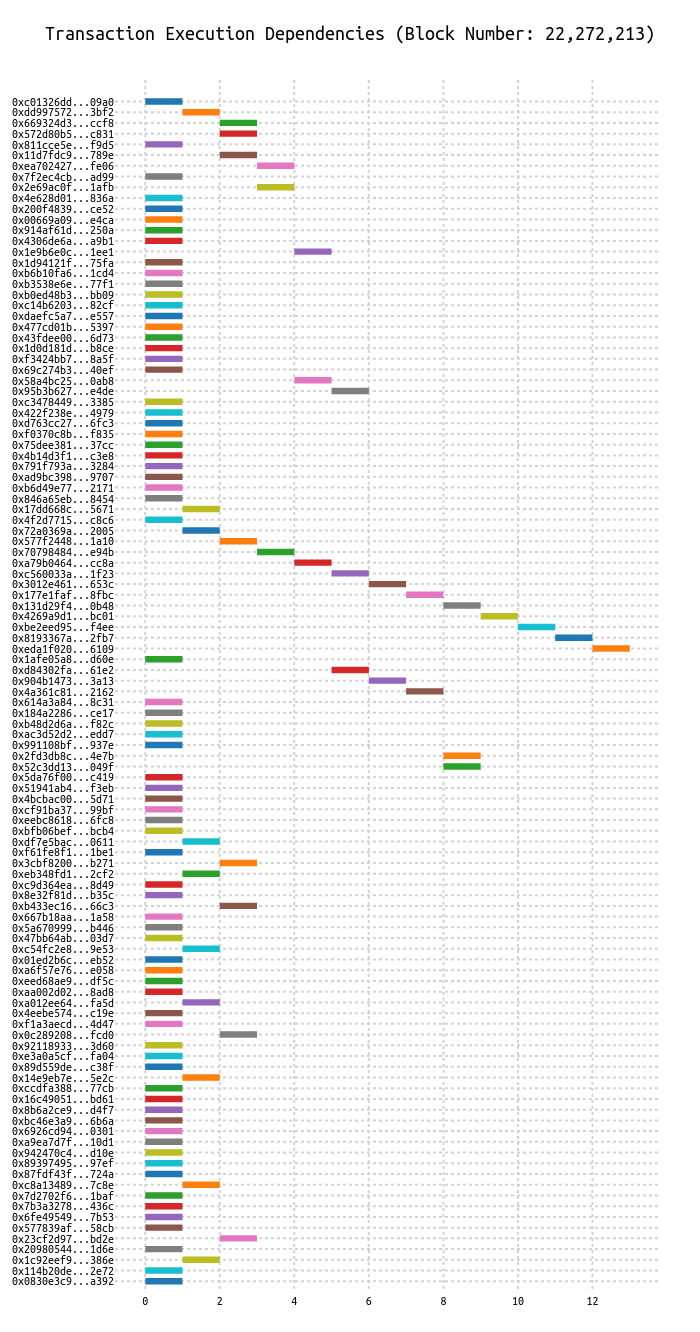 Transaction Execution Dependencies (Block Number: 22,272,213)
0xc01326dd...09a0
0xdd997572...3bf2
0x669324d3...ccf8
0x572d80b5...c831
0x811cce5e...f9d5
0x11d7fdc9...789e
0xea702427...fe06
0x7f2ec4cb...ad99
0x2e69ac0f...1afb
0x4e628d01...836a
0x200f4839...ce52
0x00669a09...e4ca
0x914af61d...250a
0x4306de6a...a9b1
0x1e9b6e0c...1ee1
0x1d94121f...75fa
0xb6b10fa6...1cd4
0xb3538e6e...77f1
0xb0ed48b3...bb09
0xc14b6203...82cf
0xdaefc5a7...e557
0x477cd01b...5397
0x43fdee00...6d73
0x1d0d181d...b8ce
0xf3424bb7...8a5f
0x69c274b3...40ef
0x58a4bc25...0ab8
0x95b3b627...e4de
0xc3478449...3385
0x422f238e...4979
0xd763cc27...6fc3
0xf0370c8b...f835
0x75dee381...37cc
0x4b14d3f1...c3e8
0x791f793a...3284
0xad9bc398...9707
0xb6d49e77...2171
0x846a65eb...8454
0x17dd668c...5671
0x4f2d7715...c8c6
0x72a0369a...2005
0x577f2448...1a10
0x70798484...e94b
0xa79b0464...cc8a
0xc560033a...1f23
0x3012e461...653c
0x177e1faf...8fbc
0x131d29f4...0b48
0x4269a9d1...bc01
0xbe2eed95...f4ee
0x8193367a...2fb7
0xeda1f020...6109
0x1afe05a8...d60e
0xd84302fa...61e2
0x904b1473...3a13
0x4a361c81...2162
0x614a3a84...8c31
0x184a2286...ce17
0xb48d2d6a...f82c
0xac3d52d2...edd7
0x991108bf...937e
0x2fd3db8c...4e7b
0x52c3dd13...049f
0x5da76f00...c419
0x51941ab4...f3eb
0x4bcbac00...5d71
0xcf91ba37...99bf
0xeebc8618...6fc8
0xbfb06bef...bcb4
0xdf7e5bac...0611
0xf61fe8f1...1be1
0x3cbf8200...b271
0xeb348fd1...2cf2
0xc9d364ea...8d49
0x8e32f81d...b35c
0xb433ec16...66c3
0x667b18aa...1a58
0x5a670999...b446
0x47bb64ab...03d7
0xc54fc2e8...9e53
0x01ed2b6c...eb52
0xa6f57e76...e058
0xeed68ae9...df5c
0xaa002d02...8ad8
0xa012ee64...fa5d
0x4eebe574...c19e
0xf1a3aecd...4d47
0x0c289208...fcd0
0x92118933...3d60
0xe3a0a5cf...fa04
0x89d559de...c38f
0x14e9eb7e...5e2c
0xccdfa388...77cb
0x16c49051...bd61
0x8b6a2ce9...d4f7
0xbc46e3a9...6b6a
0x6926cd94...0301
0xa9ea7d7f...10d1
0x942470c4...d10e
0x89397495...97ef
0x87fdf43f...724a
0xc8a13489...7c8e
0x7d2702f6...1baf
0x7b3a3278...436c
0x6fe49549...7b53
0x577839af...58cb
0x23cf2d97...bd2e
0x20980544...1d6e
0x1c92eef9...386e
0x114b20de...2e72
0x0830e3c9...a392
0 2 4 6 8 10 12